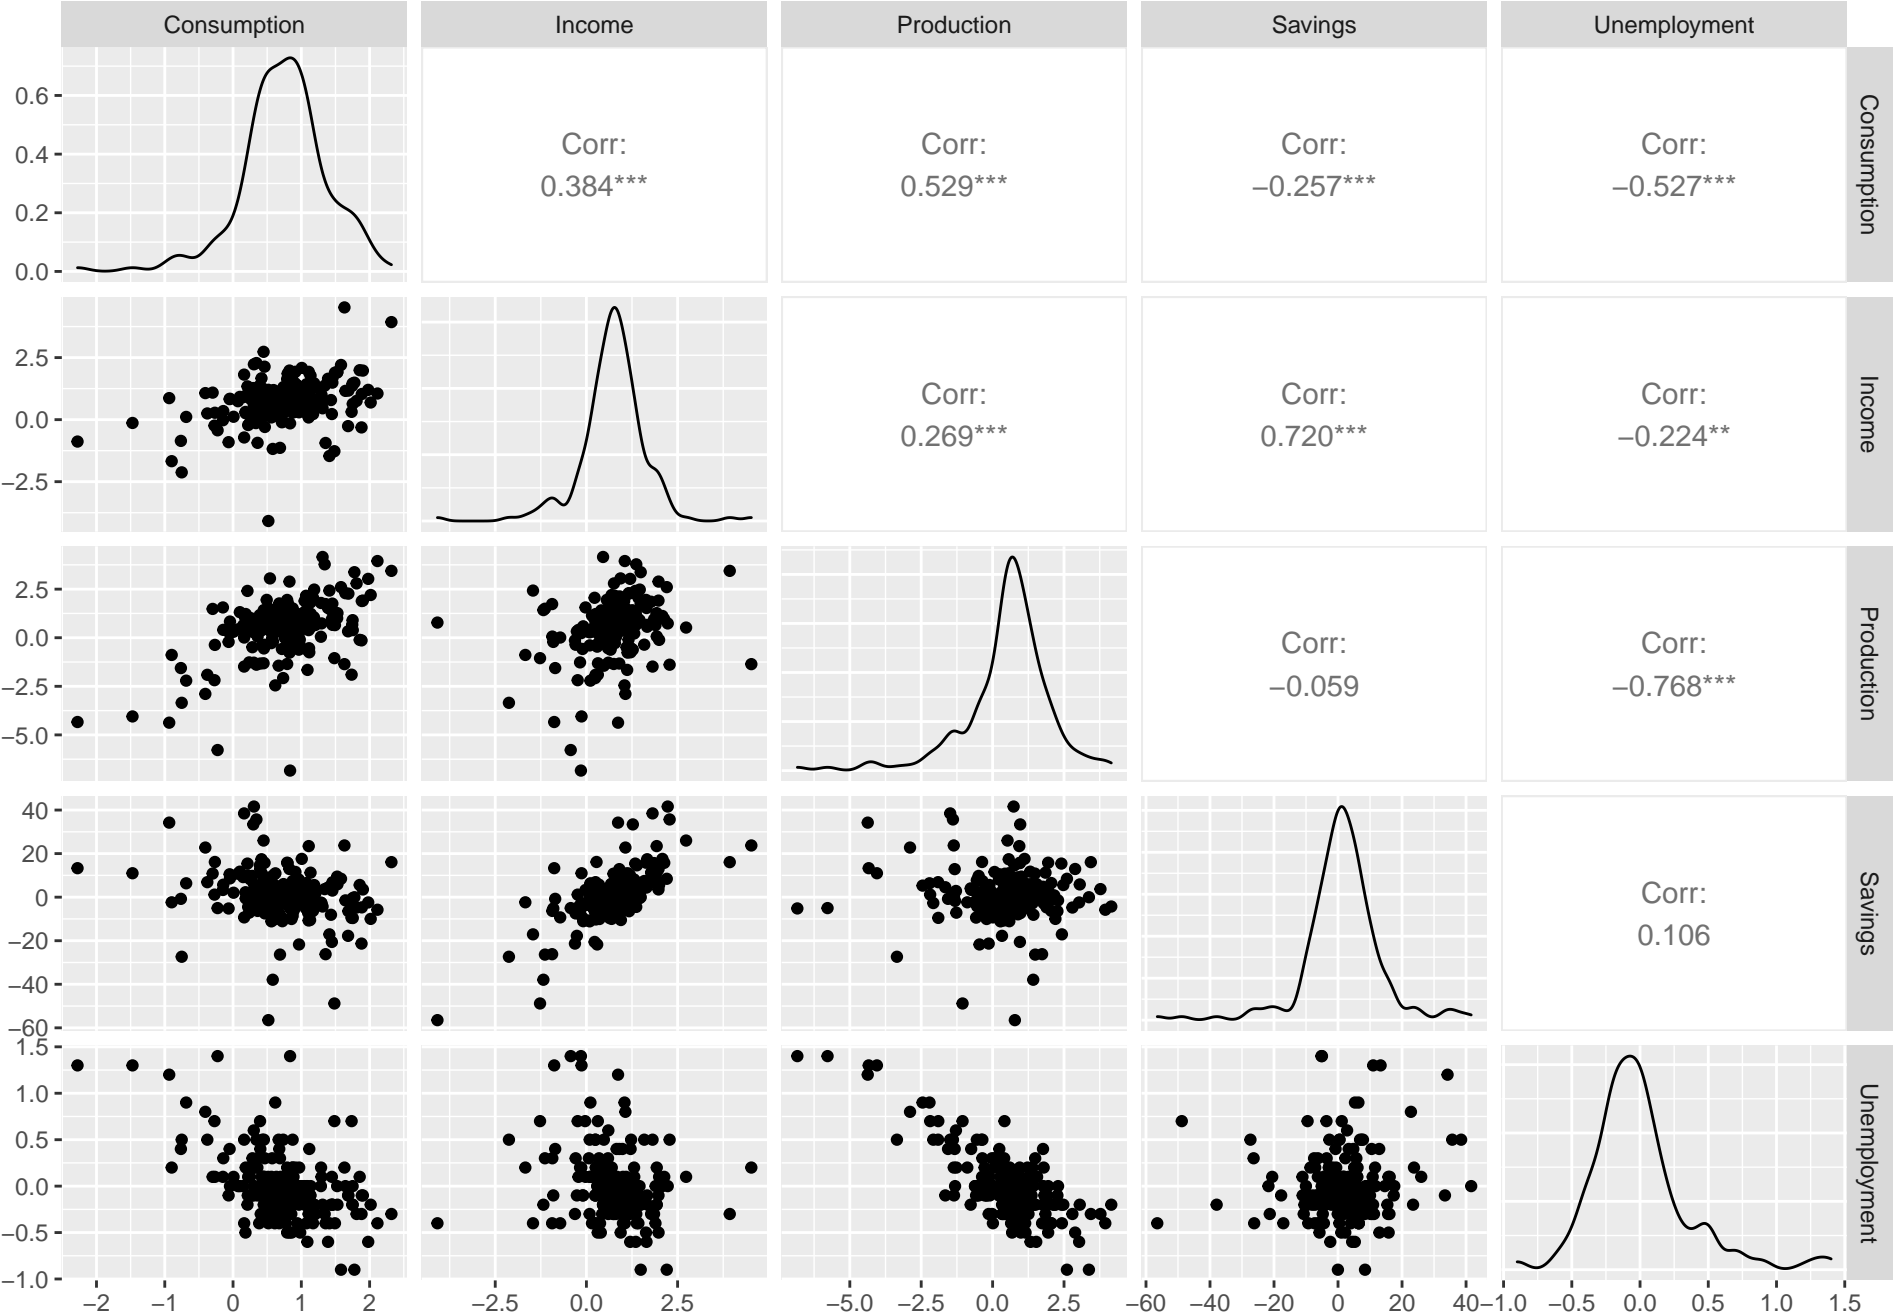 Consumption Income Production Savings Unemployment
0.6
0.4
0.2
0.0
Corr:
0.384***
Corr:
0.529***
Corr:
−0.257***
Corr:
−0.527***
Consumption
2.5
0.0
−2.5
Corr:
0.269***
Corr:
0.720***
Corr:
−0.224**
Income
2.5
0.0
−2.5
−5.0
Corr:
−0.059
Corr:
−0.768***
Production
40
20
0
−20
−40
−60
Corr:
0.106
Savings
1.5
1.0
0.5
0.0
−0.5
−1.0
Unemployment
−2 −1 0 1 2 −2.5 0.0 2.5 −5.0 −2.5 0.0 2.5 −60 −40 −20 0 20 40 −1.0 −0.5 0.0 0.5 1.0 1.5